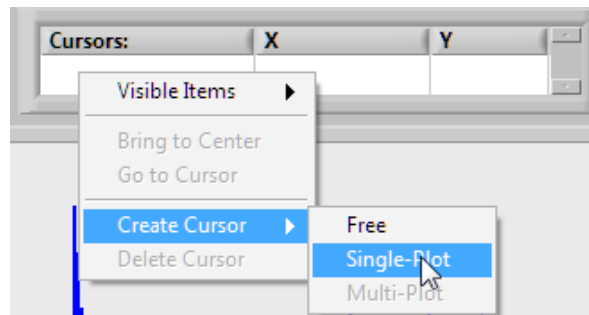 Cursors: X Y
Visible Items
Bring to Center
Go to Cursor
Create Cursor
Free
Delete Cursor
Single-Plot
Multi-Plot